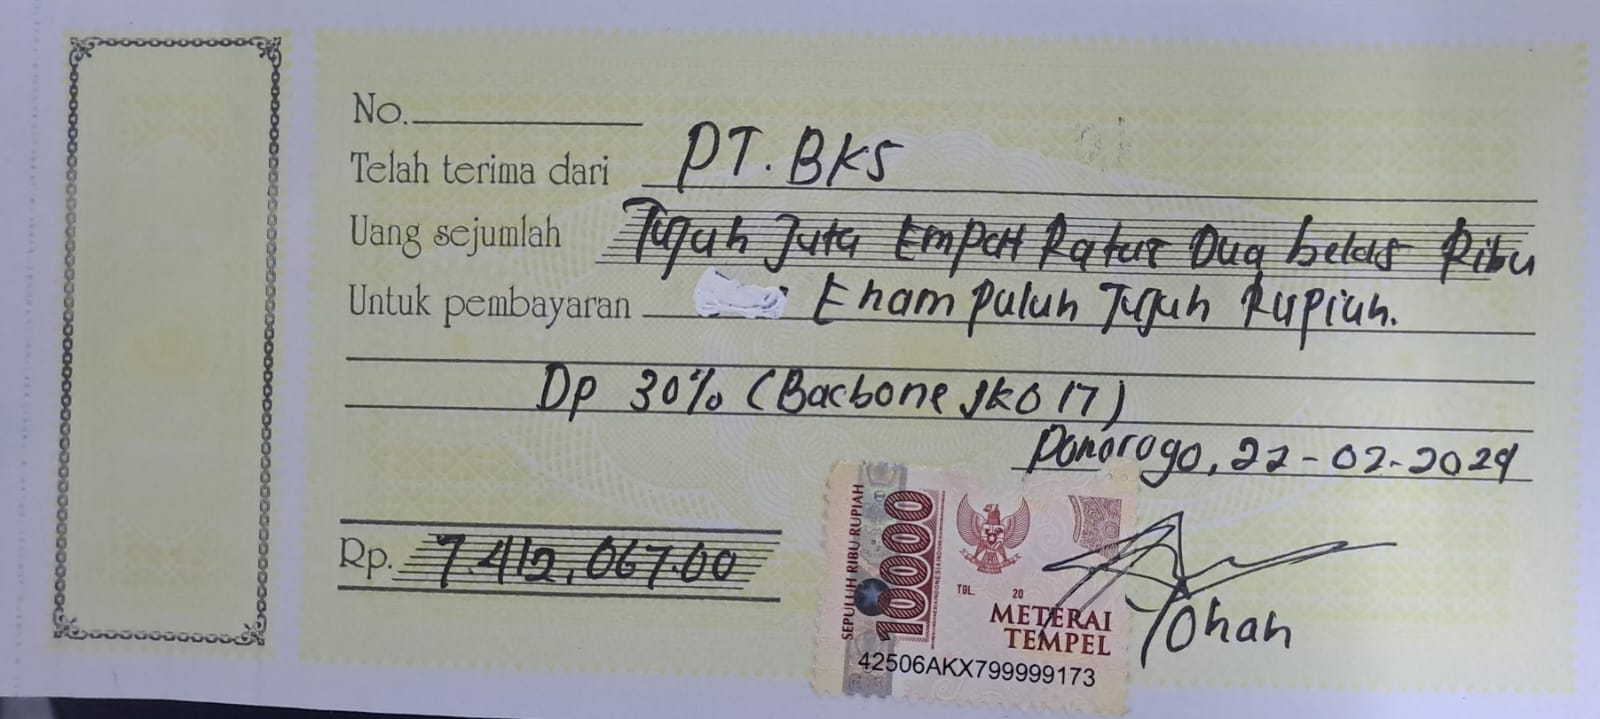 No.
Telah terima dari PT. BKS
Uang sejumlah Tujuh Juta Empat Ratus Dua belas Ribu
Untuk pembayaran Enam puluh Tujuh Rupiah.
Dp 30% (Bacbone JKO 17)
Ponorogo, 22-02-2024
Rp. 7.412.067.00
SEPULUH RIBU RUPIAH
10000
TGL. 20
METERAI
TEMPEL
42506AKX799999173
Yohan